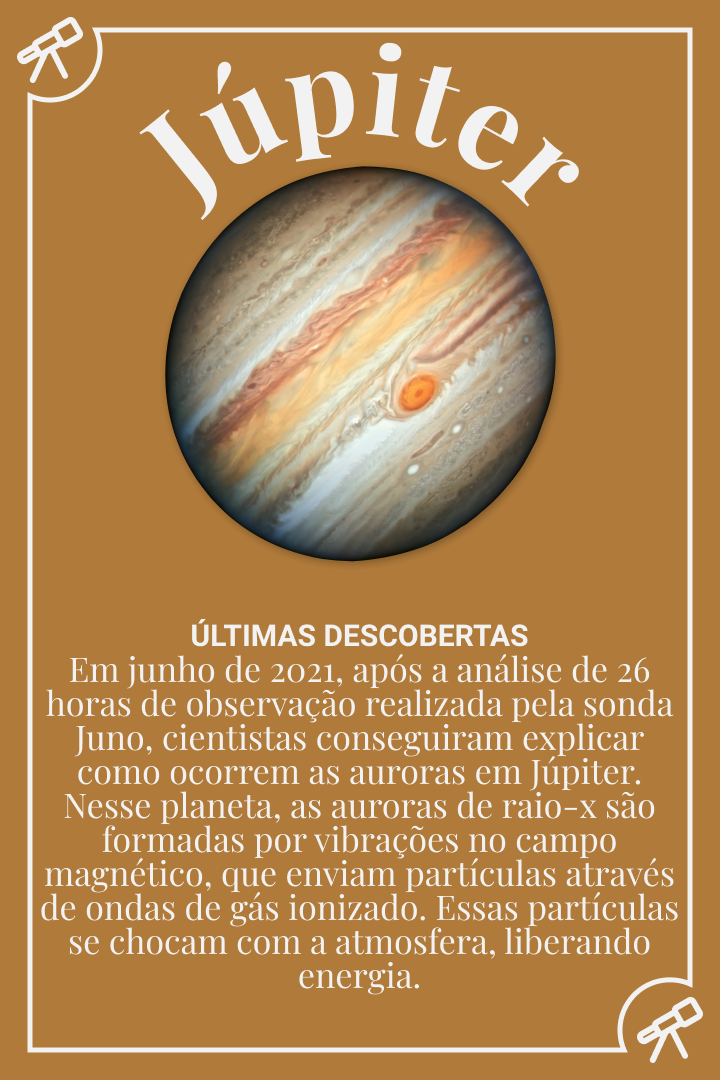 Júpiter
ÚLTIMAS DESCOBERTAS
Em junho de 2021, após a análise de 26
horas de observação realizada pela sonda
Juno, cientistas conseguiram explicar
como ocorrem as auroras em Júpiter.
Nesse planeta, as auroras de raio-x são
formadas por vibrações no campo
magnético, que enviam partículas através
de ondas de gás ionizado. Essas partículas
se chocam com a atmosfera, liberando
energia.